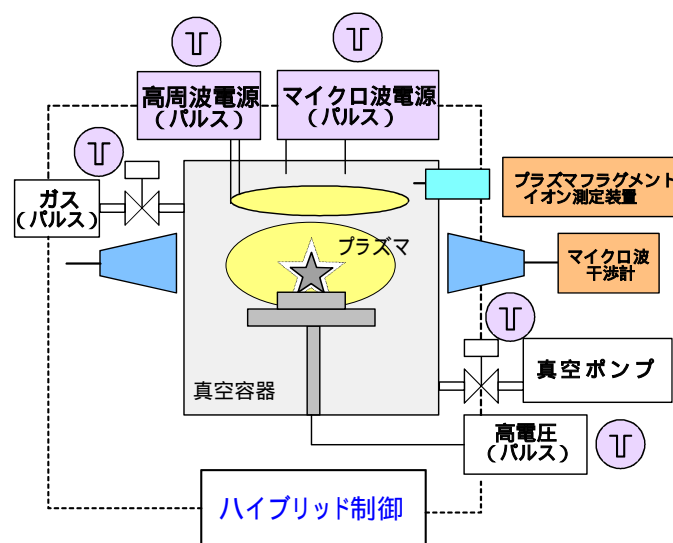 高周波電源
(パルス)
マイクロ波電源
(パルス)
ガス
(パルス)
プラズマフラグメント
イオン測定装置
プラズマ
マイクロ波
干渉計
真空ポンプ
真空容器
高電圧
(パルス)
ハイブリッド制御